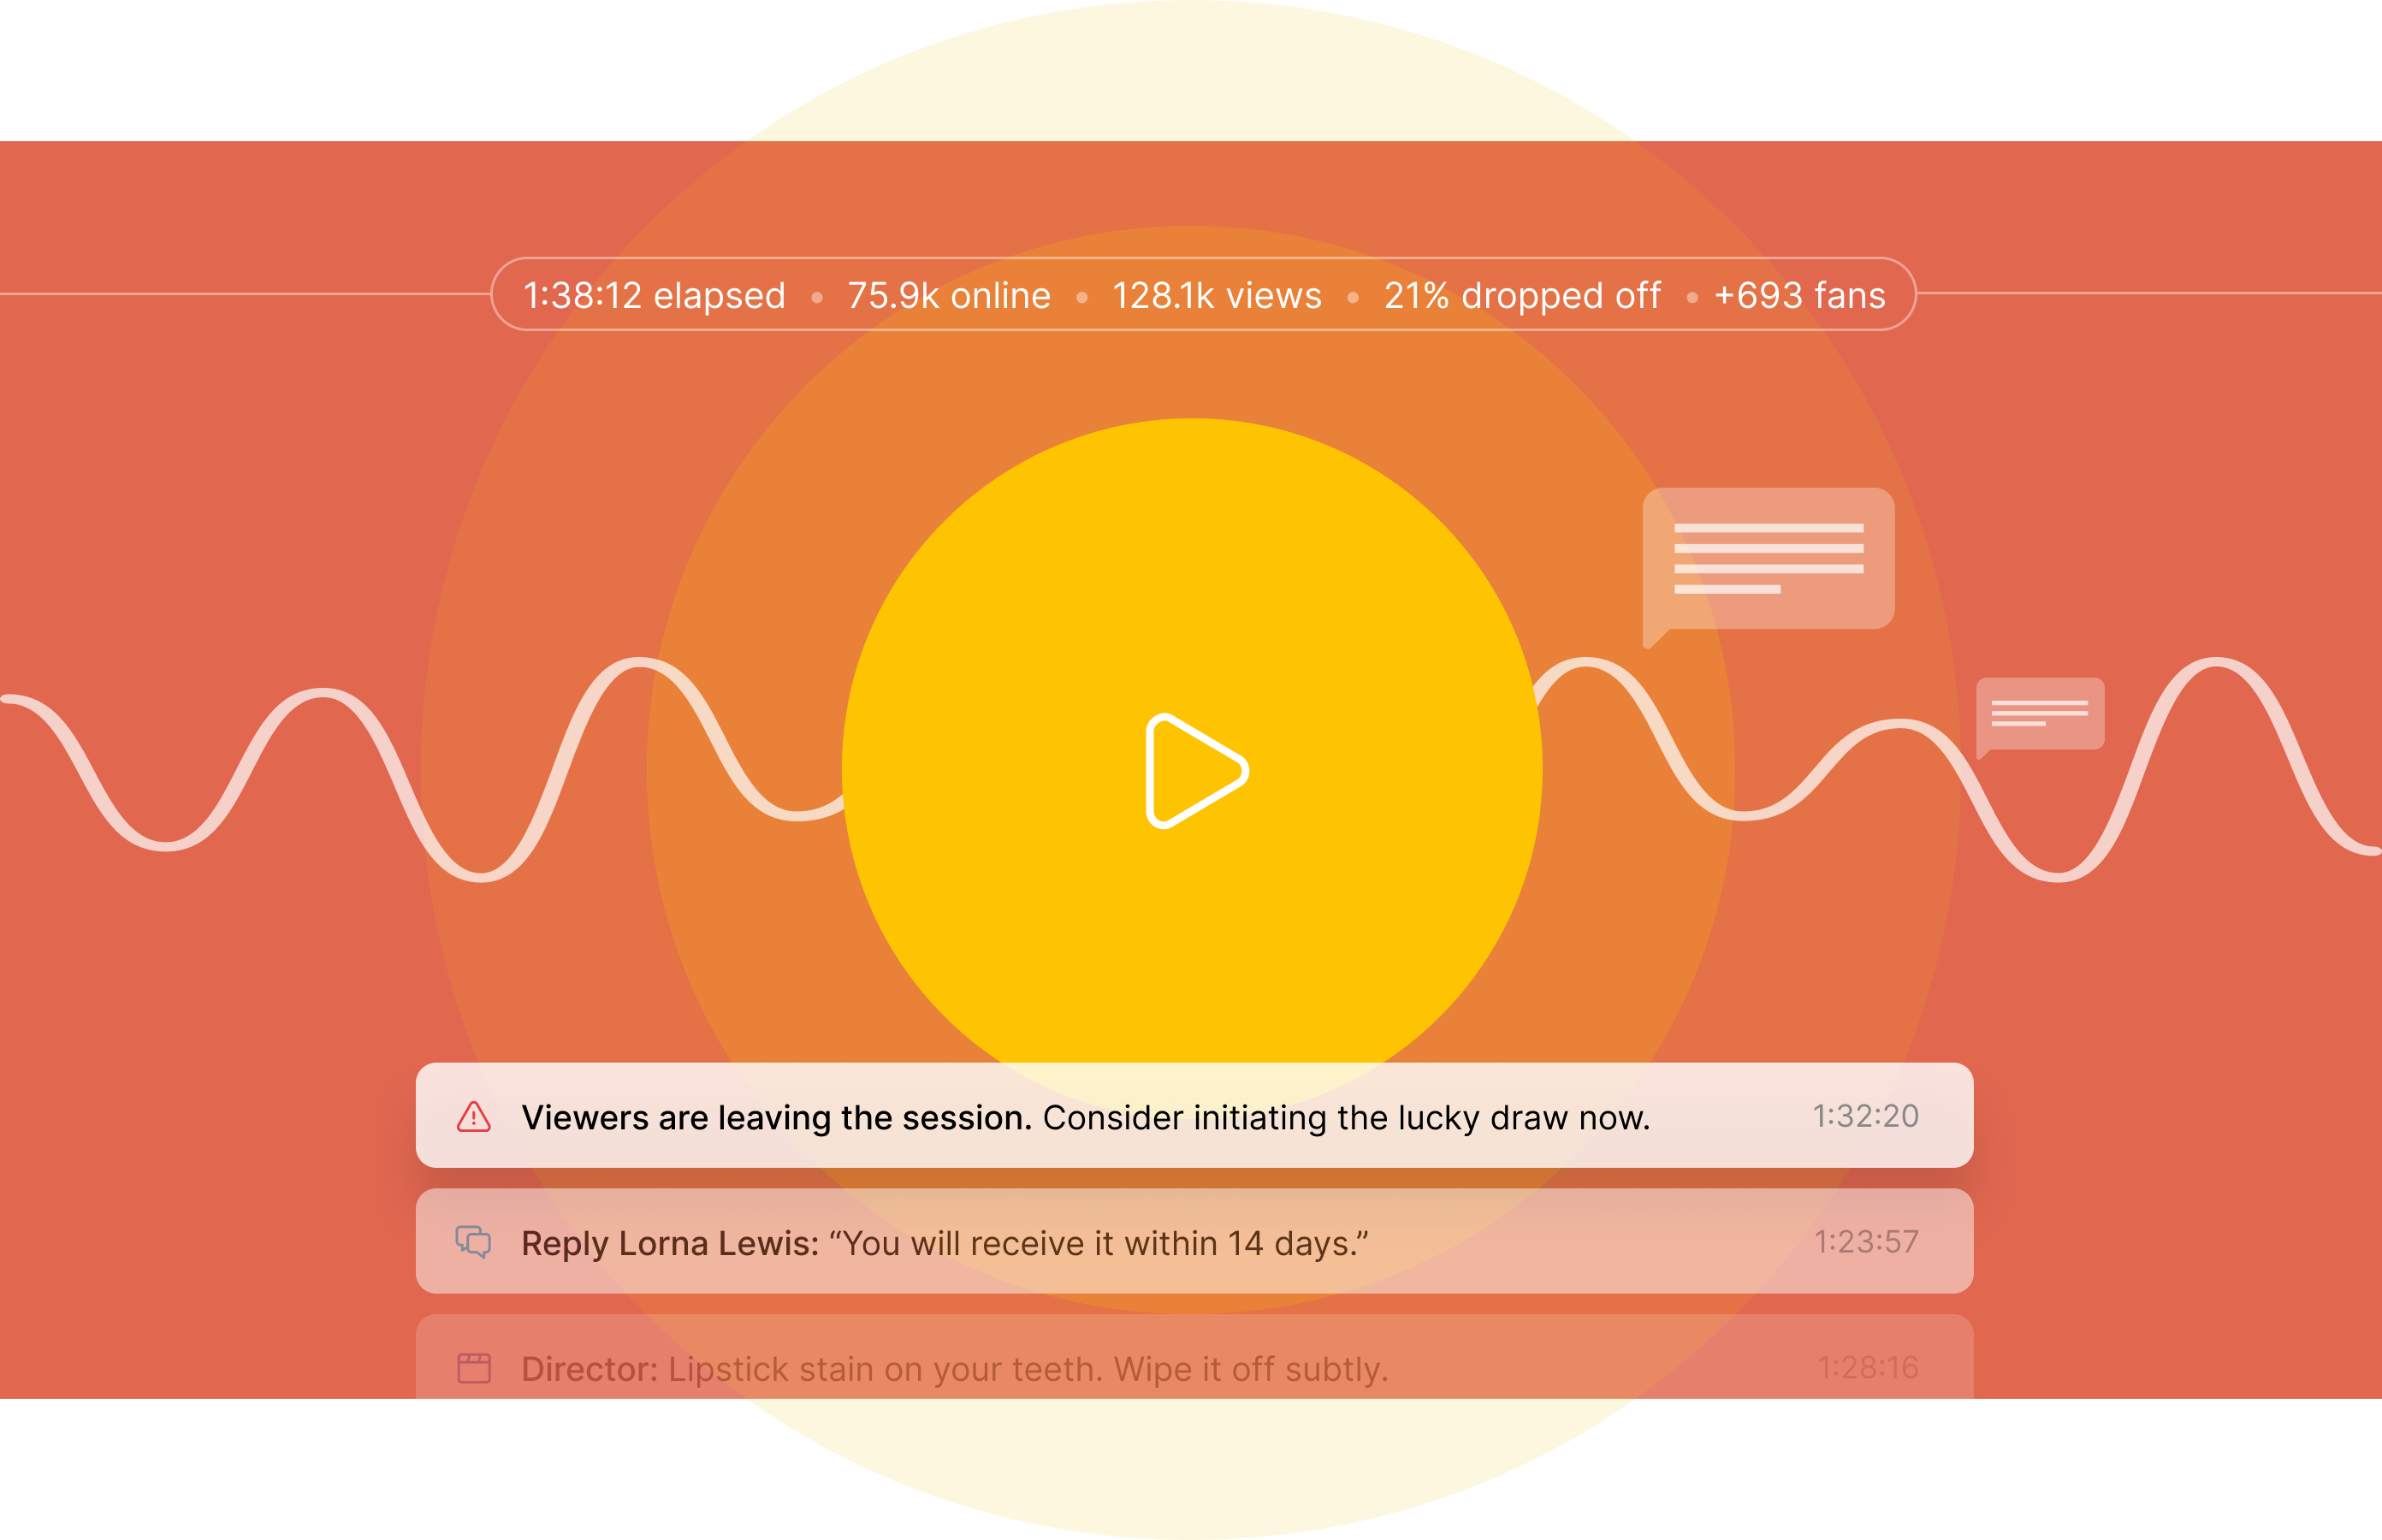 1:38:12 elapsed • 75.9k online • 128.1k views • 21% dropped off • +693 fans
Viewers are leaving the session. Consider initiating the lucky draw now. 1:32:20
Reply Lorna Lewis: “You will receive it within 14 days.” 1:23:57
Director: Lipstick stain on your teeth. Wipe it off subtly. 1:28:16